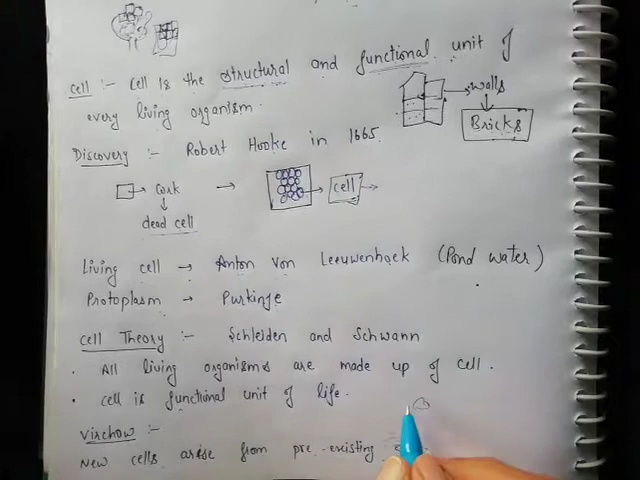 Cell :- Cell is the structural and functional unit of
every living organism.
walls
Bricks
Discovery :- Robert Hooke in 1665.
Cork
cell
dead cell
Living cell → Anton Von Leeuwenhoek (Pond water)
Protoplasm → Purkinje
Cell Theory :- Schleiden and Schwann
. All living organisms are made up of cell.
. Cell is functional unit of life.
Virchow :-
New cells arise from pre-existing